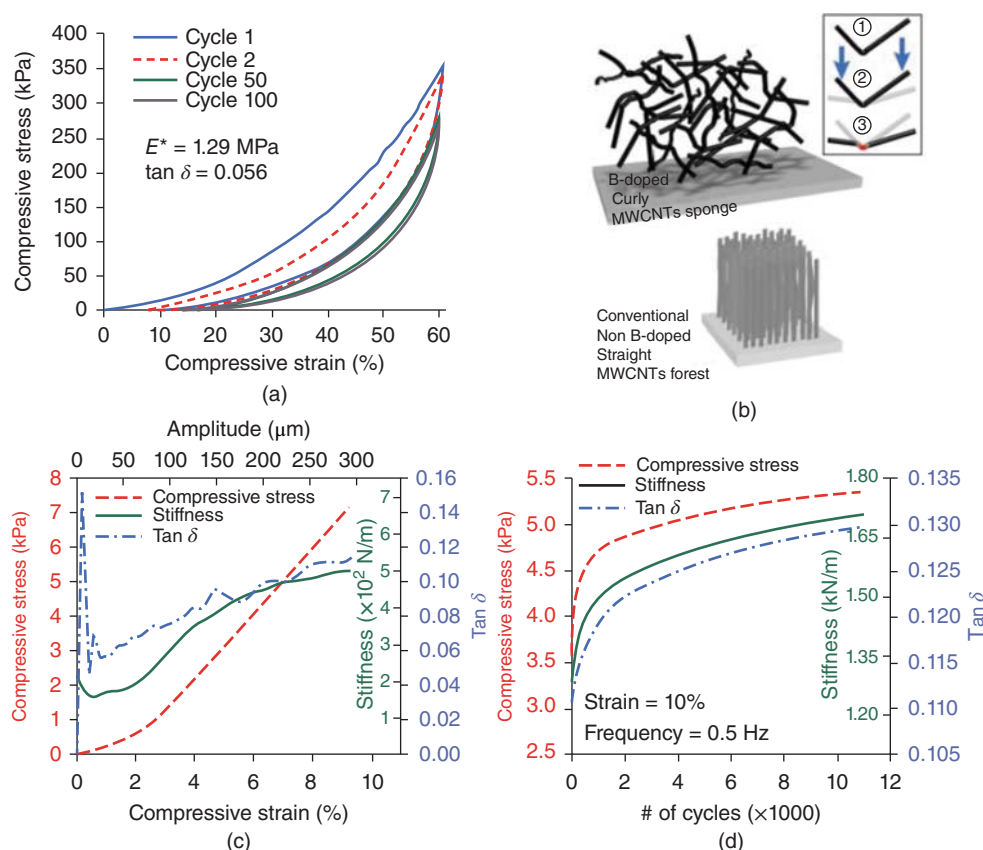 Compressive stress (kPa)
400
350
300
250
200
150
100
50
0
Cycle 1
Cycle 2
Cycle 50
Cycle 100
E* = 1.29 MPa
tan δ = 0.056
0 10 20 30 40 50 60
Compressive strain (%)
(a)
①
②
③
B-doped
Curly
MWCNTs sponge
Conventional
Non B-doped
Straight
MWCNTs forest
(b)
Amplitude (μm)
0 50 100 150 200 250 300
Compressive stress (kPa)
8
7
6
5
4
3
2
1
0
Compressive stress
Stiffness
Tan δ
7
6
5
4
3
2
1
Stiffness (×10² N/m)
0.16
0.14
0.12
0.10
0.08
0.06
0.04
0.02
0.00
Tan δ
0 2 4 6 8 10
Compressive strain (%)
(c)
Compressive stress (kPa)
5.5
5.0
4.5
4.0
3.5
3.0
2.5
Compressive stress
Stiffness
Tan δ
Strain = 10%
Frequency = 0.5 Hz
1.80
1.65
1.50
1.35
1.20
Stiffness (kN/m)
0.135
0.130
0.125
0.120
0.115
0.110
0.105
Tan δ
0 2 4 6 8 10 12
# of cycles (×1000)
(d)